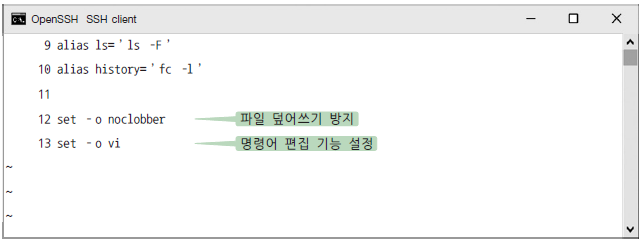 OpenSSH SSH client
9 alias ls='ls -F'
10 alias history='fc -l'
11
12 set -o noclobber 파일 덮어쓰기 방지
13 set -o vi 명령어 편집 기능 설정
~
~
~